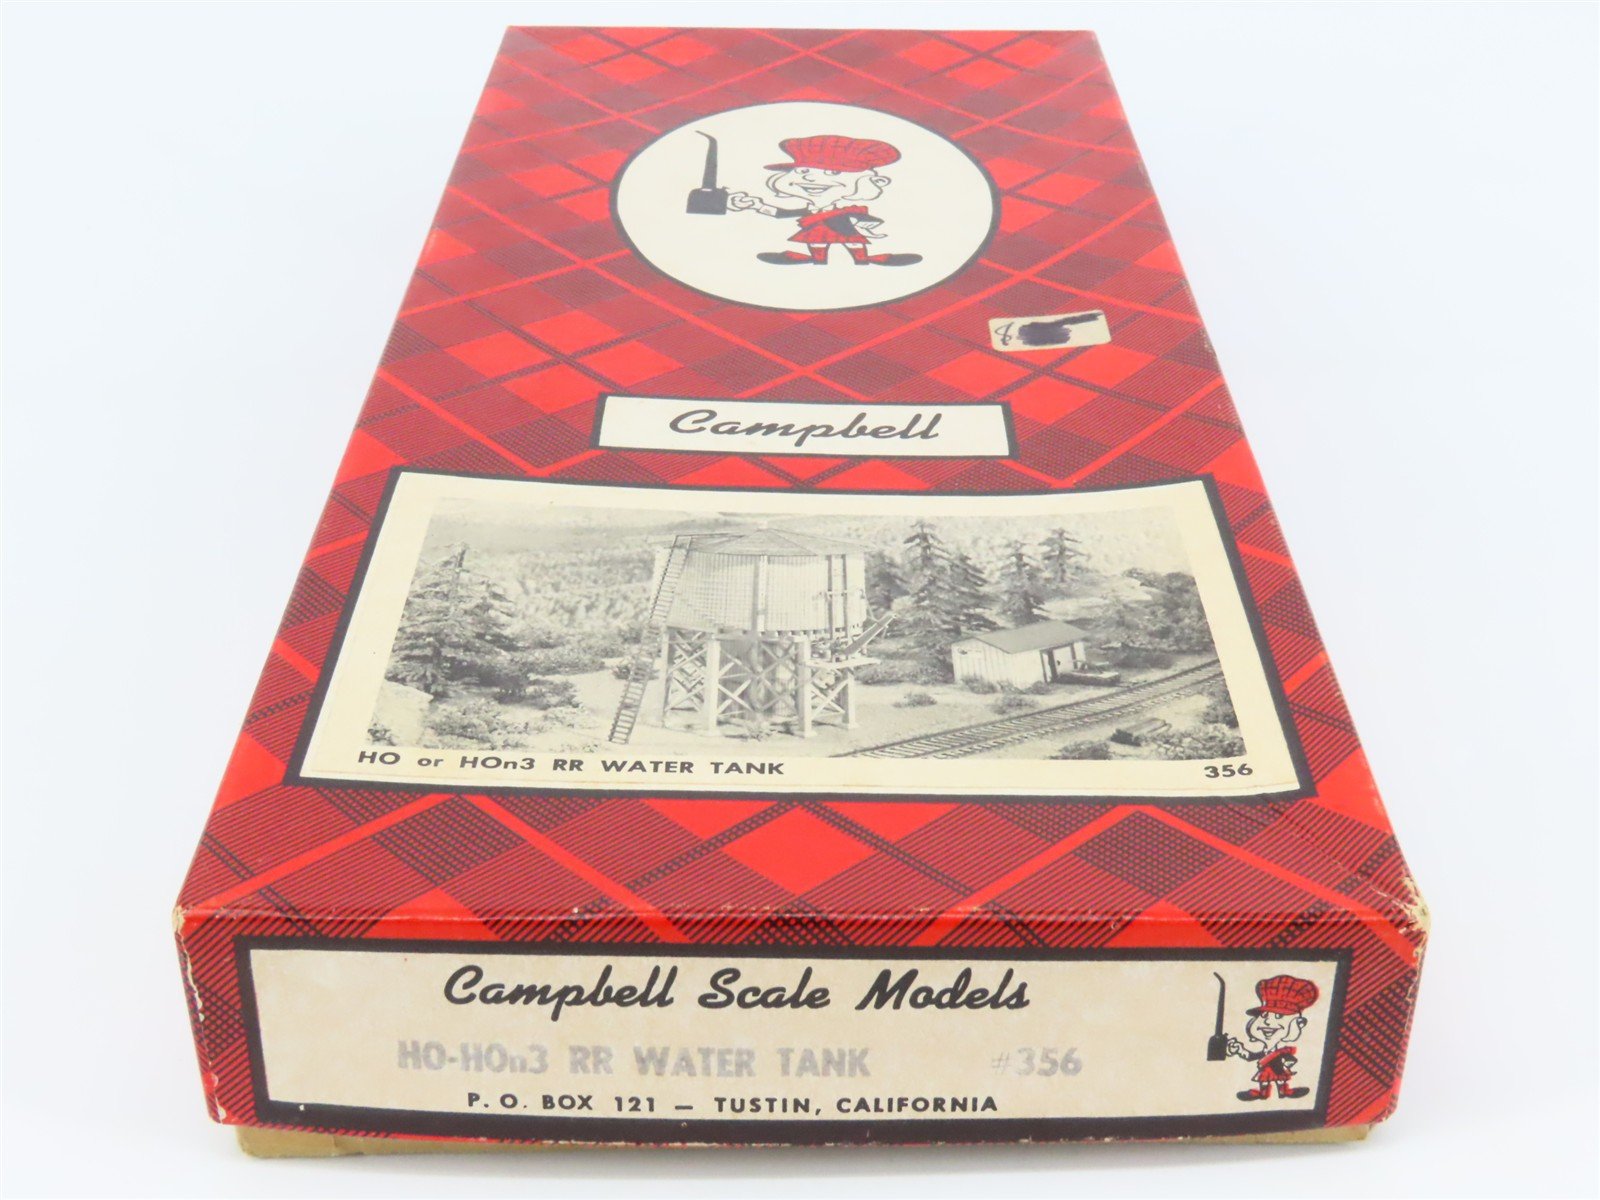 Campbell
HO or HOn3 RR WATER TANK 356
Campbell Scale Models
HO-HOn3 RR WATER TANK #356
P. O. BOX 121 — TUSTIN, CALIFORNIA